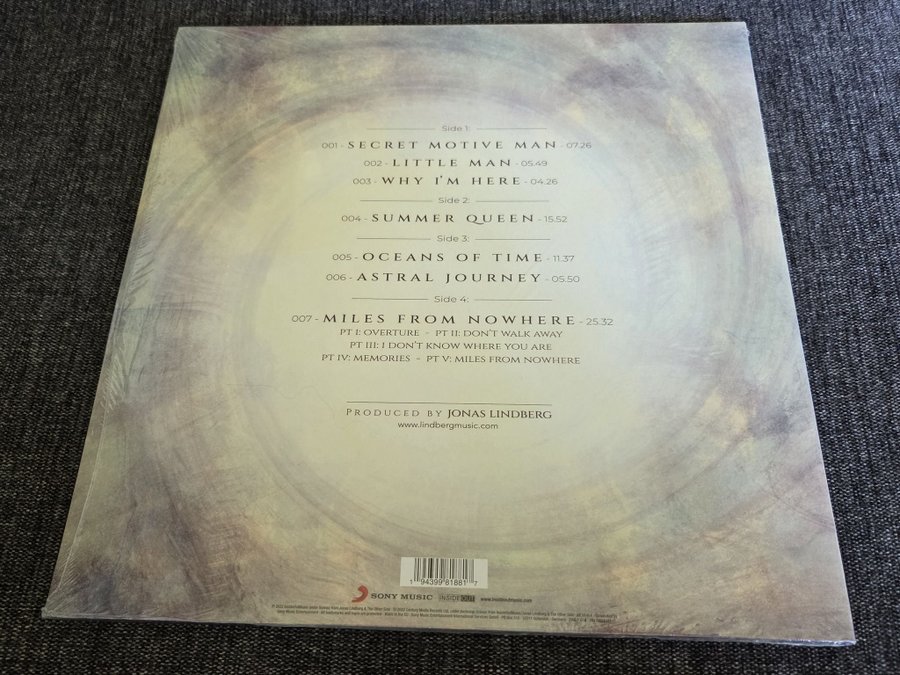 Side 1:
001 - SECRET MOTIVE MAN - 07.26
002 - LITTLE MAN - 05.49
003 - WHY I'M HERE - 04.26
Side 2:
004 - SUMMER QUEEN - 15.52
Side 3:
005 - OCEANS OF TIME - 11.37
006 - ASTRAL JOURNEY - 05.50
Side 4:
007 - MILES FROM NOWHERE - 25.32
PT I: OVERTURE - PT II: DON'T WALK AWAY
PT III: I DON'T KNOW WHERE YOU ARE
PT IV: MEMORIES - PT V: MILES FROM NOWHERE
PRODUCED BY JONAS LINDBERG
www.lindbergmusic.com
1 94399 81881 7
SONY MUSIC INSIDEOUT www.insideoutmusic.com